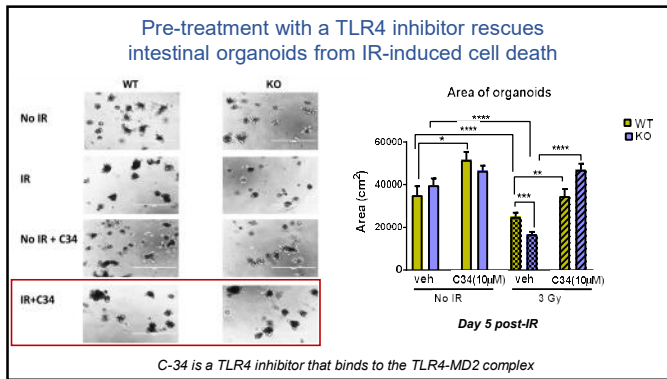 Pre-treatment with a TLR4 inhibitor rescues
intestinal organoids from IR-induced cell death
WT
KO
No IR
IR
No IR + C34
IR+C34
Area of organoids
WT
KO
****
****
*
****
**
***
Area (cm²)
60000
40000
20000
0
veh
C34(10µM)
veh
C34(10µM)
No IR
3 Gy
Day 5 post-IR
C-34 is a TLR4 inhibitor that binds to the TLR4-MD2 complex